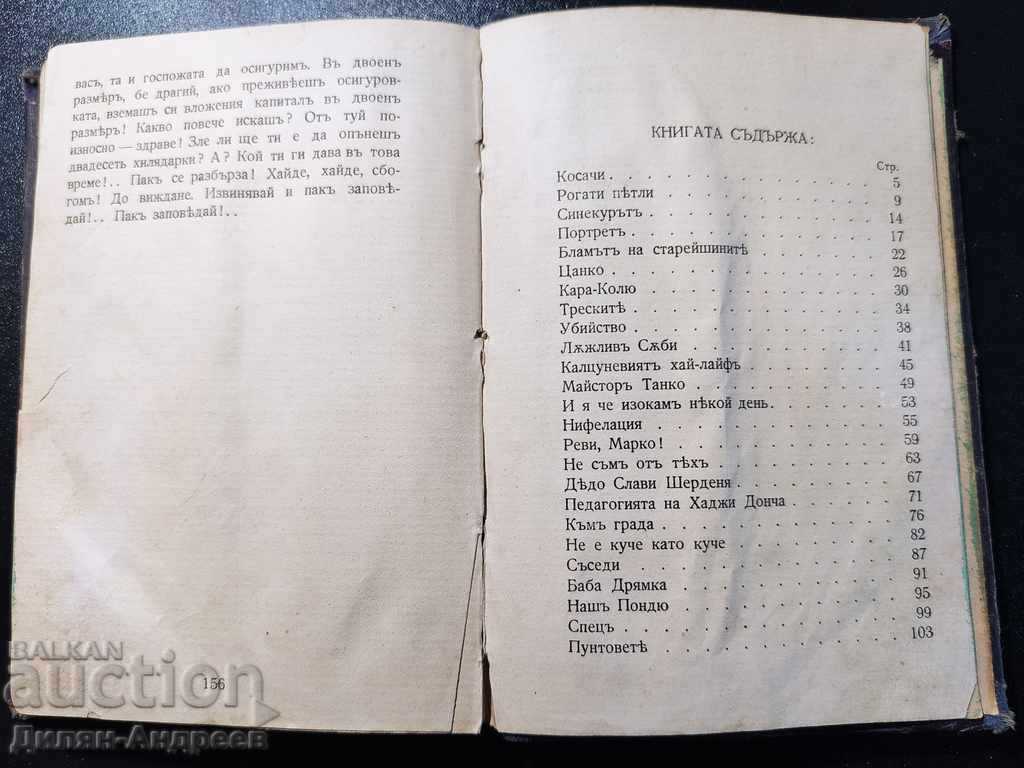 васъ, та и госпожата да осигуримъ. Въ двоенъ
размѣръ, бе драгий, ако преживѣешъ осигуров-
ката, вземашъ си вложения капиталъ въ двоенъ
размѣръ! Какво повече искашъ? Отъ туй по-
износно — здраве! Зле ли ще ти е да опънешъ
двадесетъ хилядарки? А? Кой ти ги дава въ това
време!.. Пакъ се разбърза! Хайде, хайде, сбо-
гомъ! До виждане. Извинявай и пакъ заповѣ-
дай!.. Пакъ заповѣдай!..
156
КНИГАТА СЪДЪРЖА:
Стр.
Косачи . . . . . . . . . . . . 5
Рогати пѣтли . . . . . . . . . . 9
Синекурътъ . . . . . . . . . . . 14
Портретъ . . . . . . . . . . . . 17
Бламътъ на старейшинитѣ . . . . . . 22
Цанко . . . . . . . . . . . . 26
Кара-Колю . . . . . . . . . . . 30
Трескитѣ . . . . . . . . . . . . 34
Убийство . . . . . . . . . . . . 38
Лѫжливъ Сѫби . . . . . . . . . . 41
Калцуневиятъ хай-лайфъ . . . . . . . 45
Майсторъ Танко . . . . . . . . . . 49
И я че изокамъ нѣкой день . . . . . . . 53
Нифелация . . . . . . . . . . . 55
Реви, Марко! . . . . . . . . . . 59
Не съмъ отъ тѣхъ . . . . . . . . . 63
Дѣдо Слави Шерденя . . . . . . . . 67
Педагогията на Хаджи Донча . . . . . . 71
Къмъ града . . . . . . . . . . . 76
Не е куче като куче . . . . . . . . 82
Съседи . . . . . . . . . . . . 87
Баба Дрямка . . . . . . . . . . . 91
Нашъ Пондю . . . . . . . . . . . 95
Спецъ . . . . . . . . . . . . 99
Пунтоветѣ . . . . . . . . . . . 103
BALKAN
auction
Дилян-Андреев